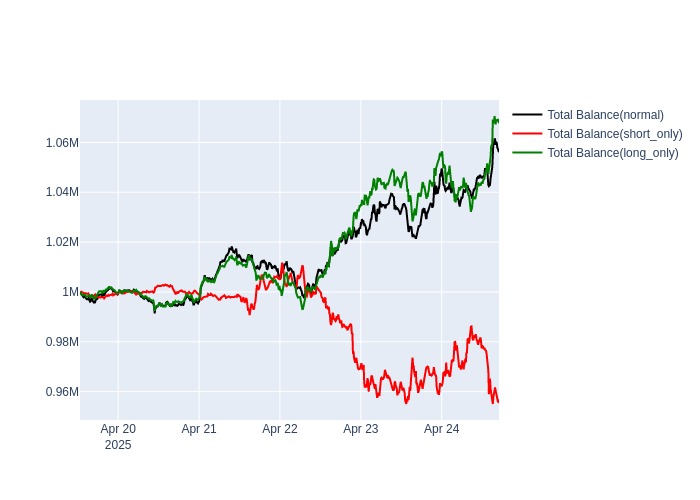 Total Balance(normal)
Total Balance(short_only)
Total Balance(long_only)
1.06M
1.04M
1.02M
1M
0.98M
0.96M
Apr 20 Apr 21 Apr 22 Apr 23 Apr 24
2025